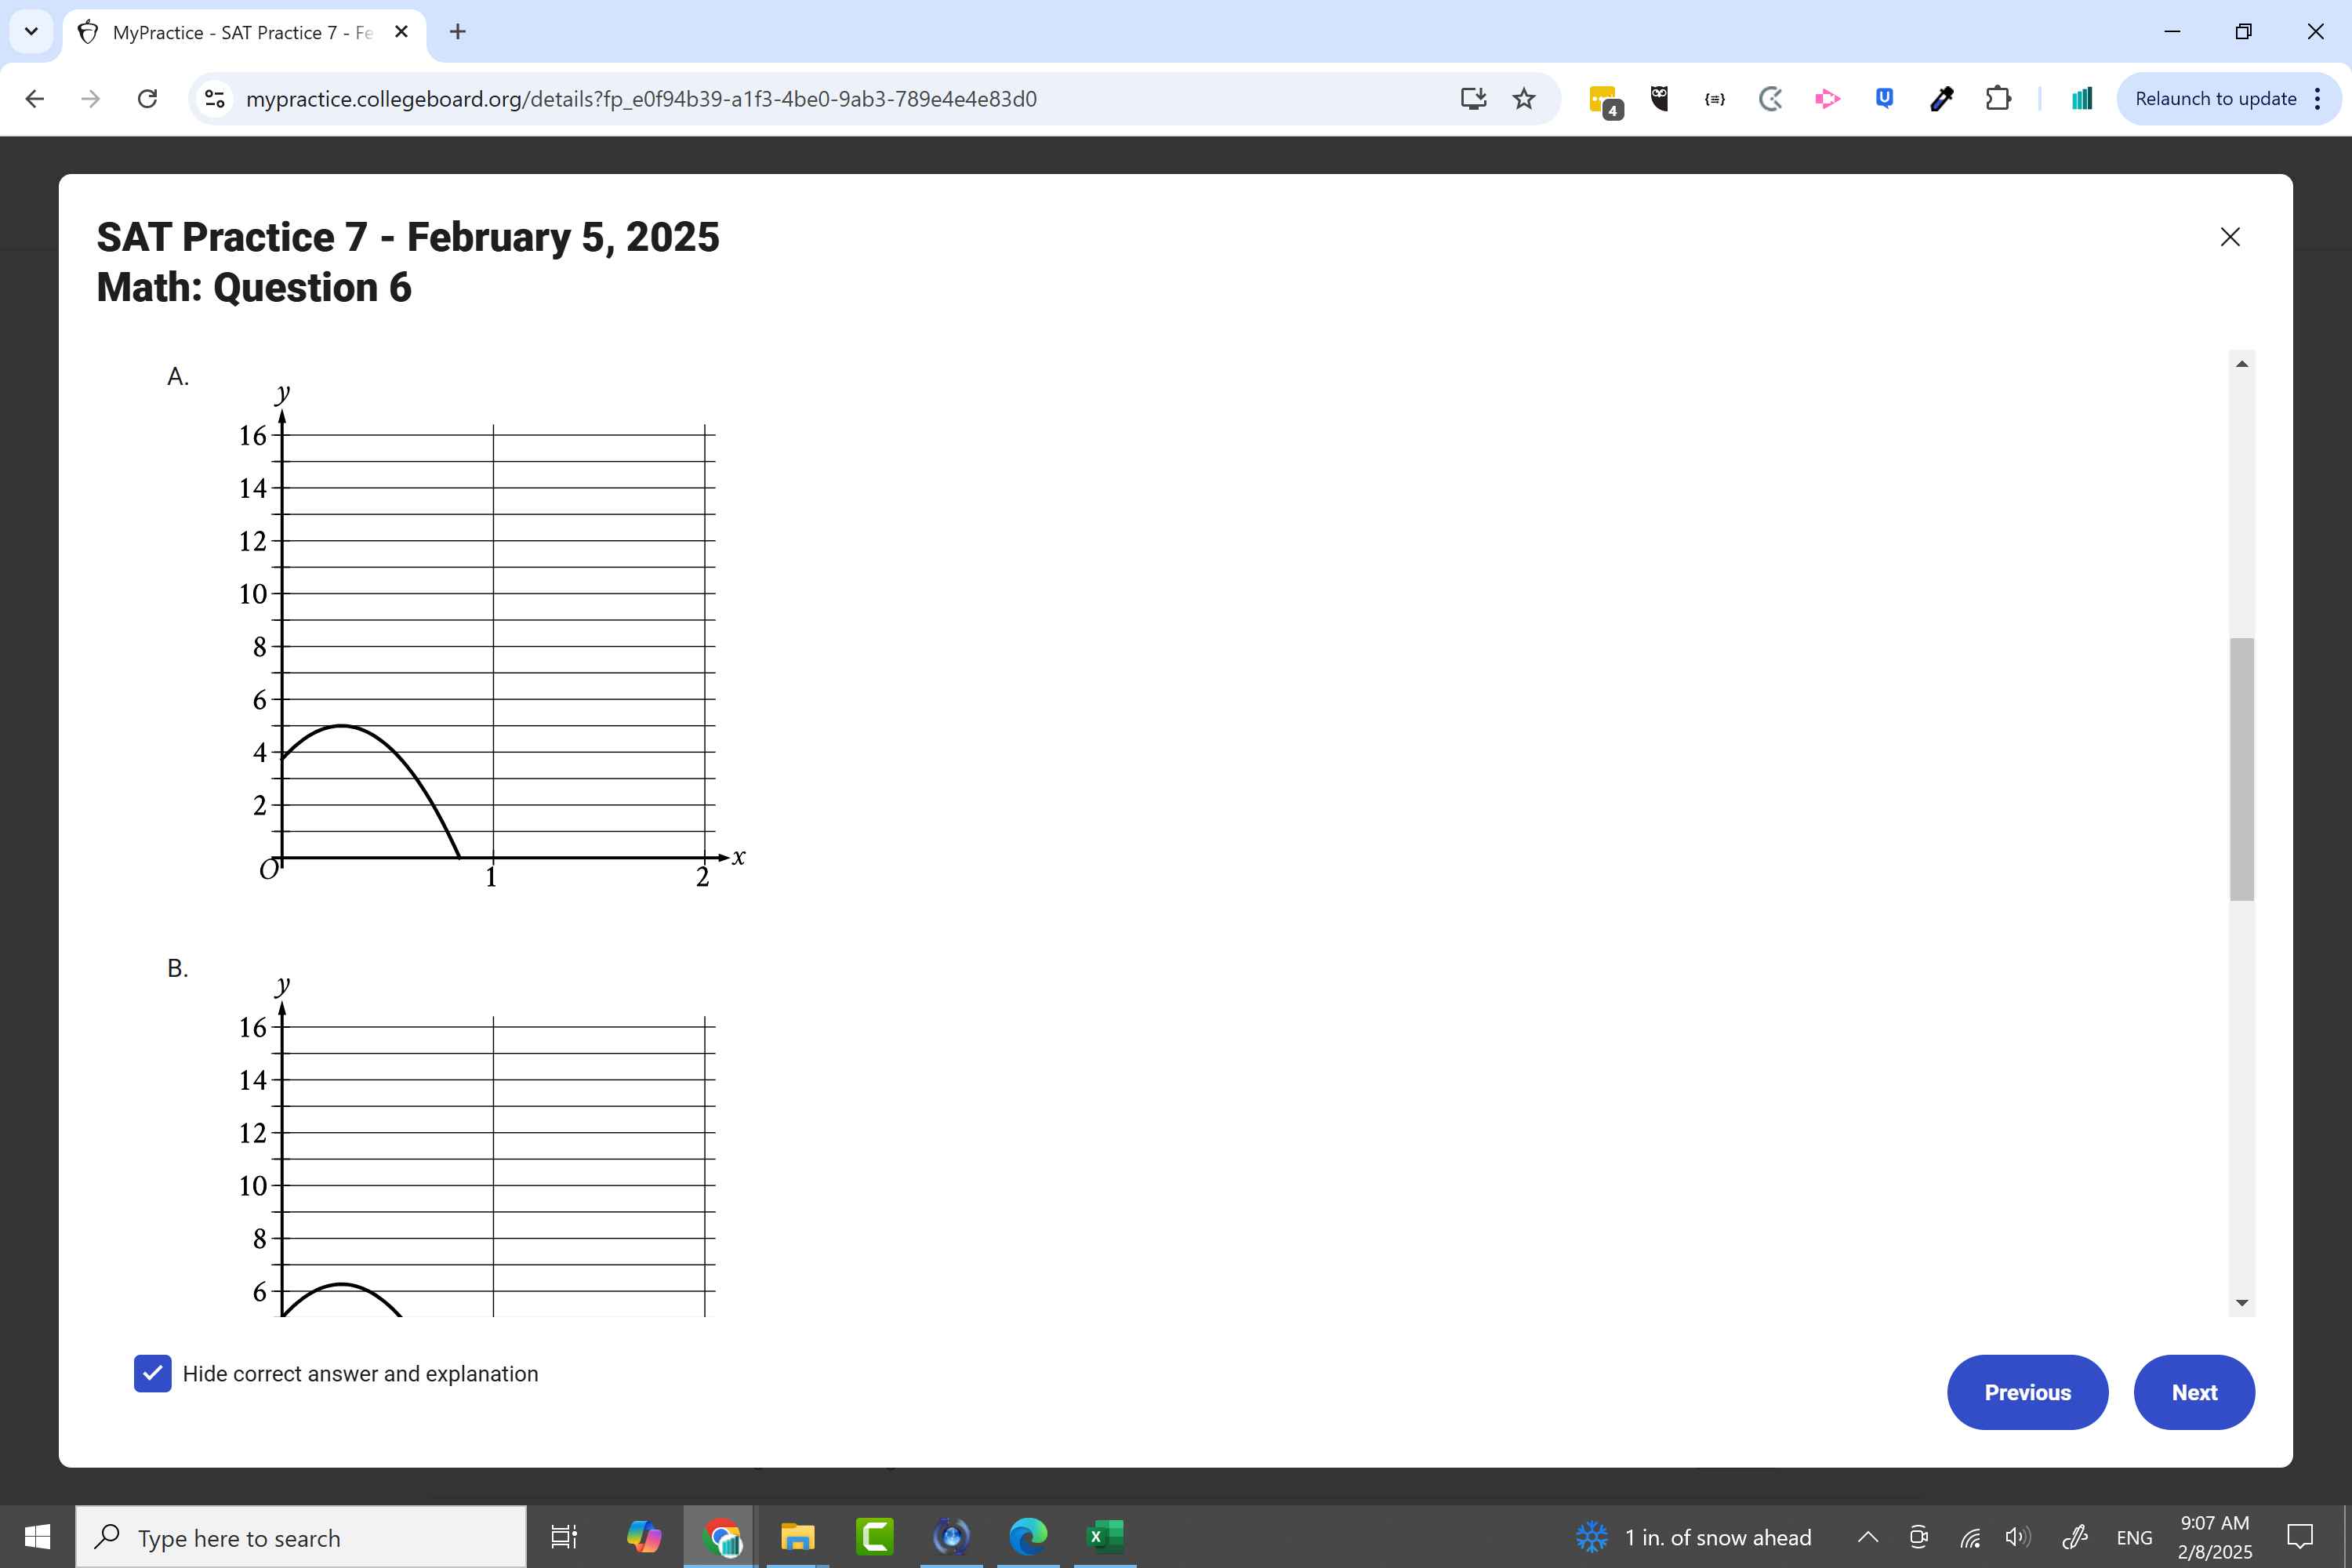 MyPractice - SAT Practice 7 - Fe
mypractice.collegeboard.org/details?fp_e0f94b39-a1f3-4be0-9ab3-789e4e4e83d0
4
{≡}
U
Relaunch to update
SAT Practice 7 - February 5, 2025
Math: Question 6
A.
y
16
14
12
10
8
6
4
2
O
1
2
x
B.
y
16
14
12
10
8
6
Hide correct answer and explanation
Previous
Next
Type here to search
C
X
1 in. of snow ahead
ENG
9:07 AM
2/8/2025